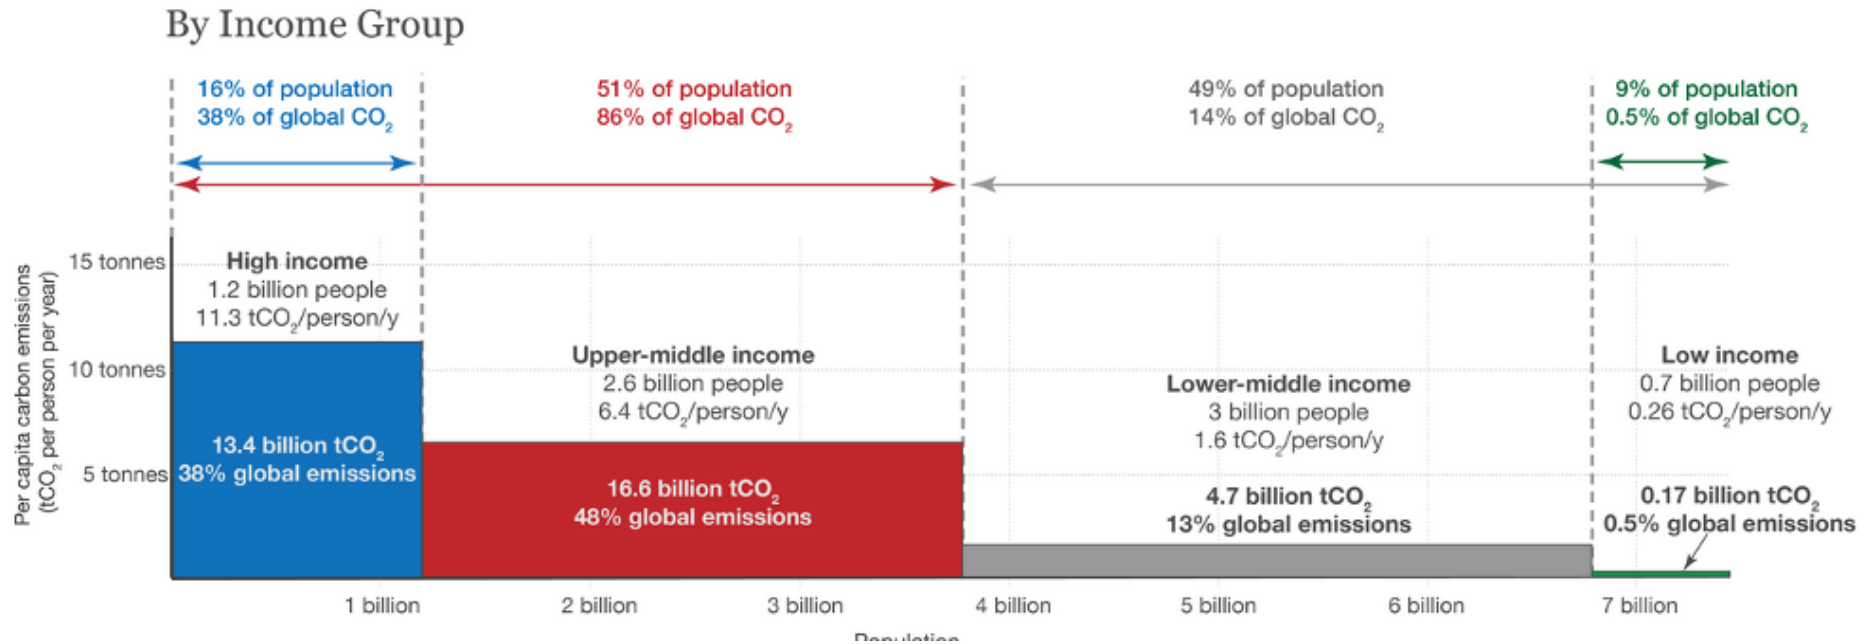 By Income Group
16% of population
38% of global CO₂
51% of population
86% of global CO₂
49% of population
14% of global CO₂
9% of population
0.5% of global CO₂
Per capita carbon emissions
(tCO₂ per person per year)
15 tonnes
10 tonnes
5 tonnes
High income
1.2 billion people
11.3 tCO₂/person/y
13.4 billion tCO₂
38% global emissions
Upper-middle income
2.6 billion people
6.4 tCO₂/person/y
16.6 billion tCO₂
48% global emissions
Lower-middle income
3 billion people
1.6 tCO₂/person/y
4.7 billion tCO₂
13% global emissions
Low income
0.7 billion people
0.26 tCO₂/person/y
0.17 billion tCO₂
0.5% global emissions
1 billion
2 billion
3 billion
4 billion
5 billion
6 billion
7 billion
Population